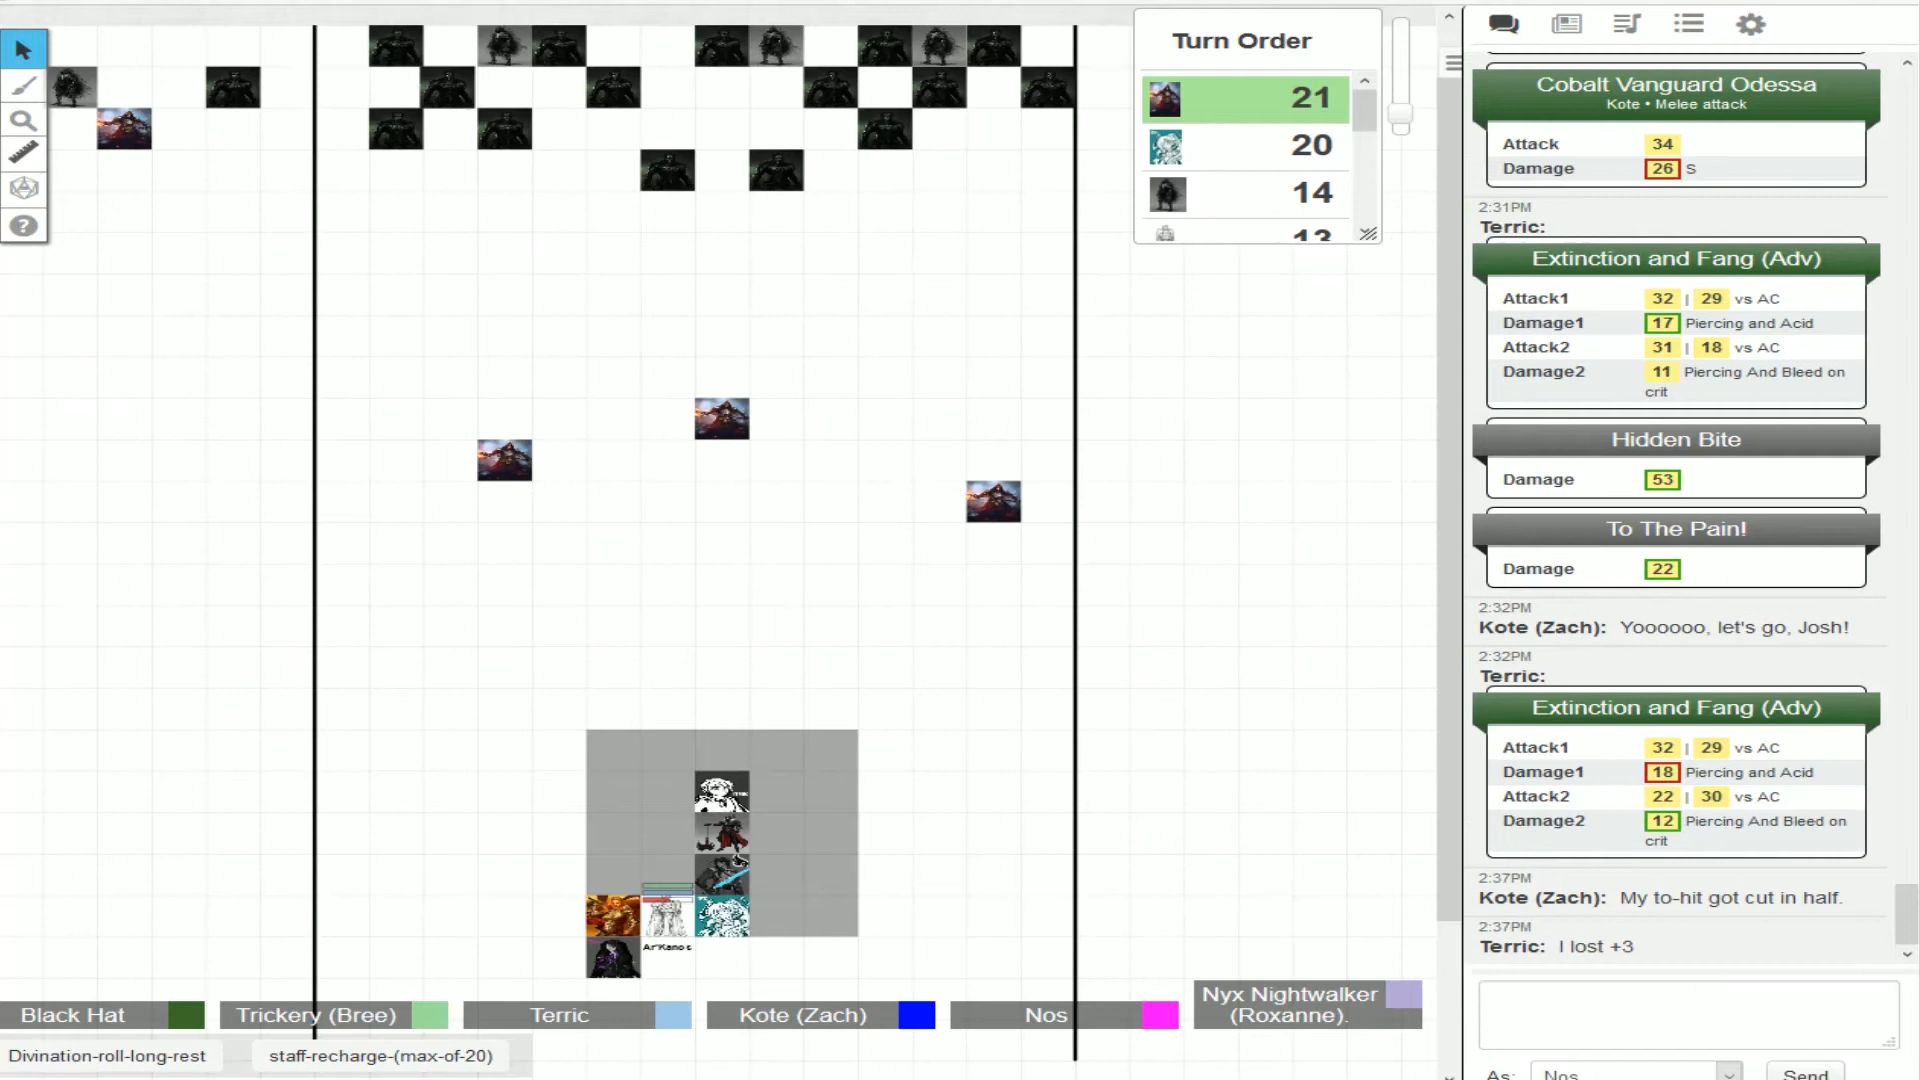 Turn Order
21
20
14
13
Ar'Kano s
Black Hat
Trickery (Bree)
Terric
Kote (Zach)
Nos
Nyx Nightwalker
(Roxanne).
Divination-roll-long-rest
staff-recharge-(max-of-20)
Cobalt Vanguard Odessa
Kote • Melee attack
Attack 34
Damage 26 S
2:31PM
Terric:
Extinction and Fang (Adv)
Attack1 32 | 29 vs AC
Damage1 17 Piercing and Acid
Attack2 31 | 18 vs AC
Damage2 11 Piercing And Bleed on
crit
Hidden Bite
Damage 53
To The Pain!
Damage 22
2:32PM
Kote (Zach): Yoooooo, let's go, Josh!
2:32PM
Terric:
Extinction and Fang (Adv)
Attack1 32 | 29 vs AC
Damage1 18 Piercing and Acid
Attack2 22 | 30 vs AC
Damage2 12 Piercing And Bleed on
crit
2:37PM
Kote (Zach): My to-hit got cut in half.
2:37PM
Terric: I lost +3
As: Nos Send